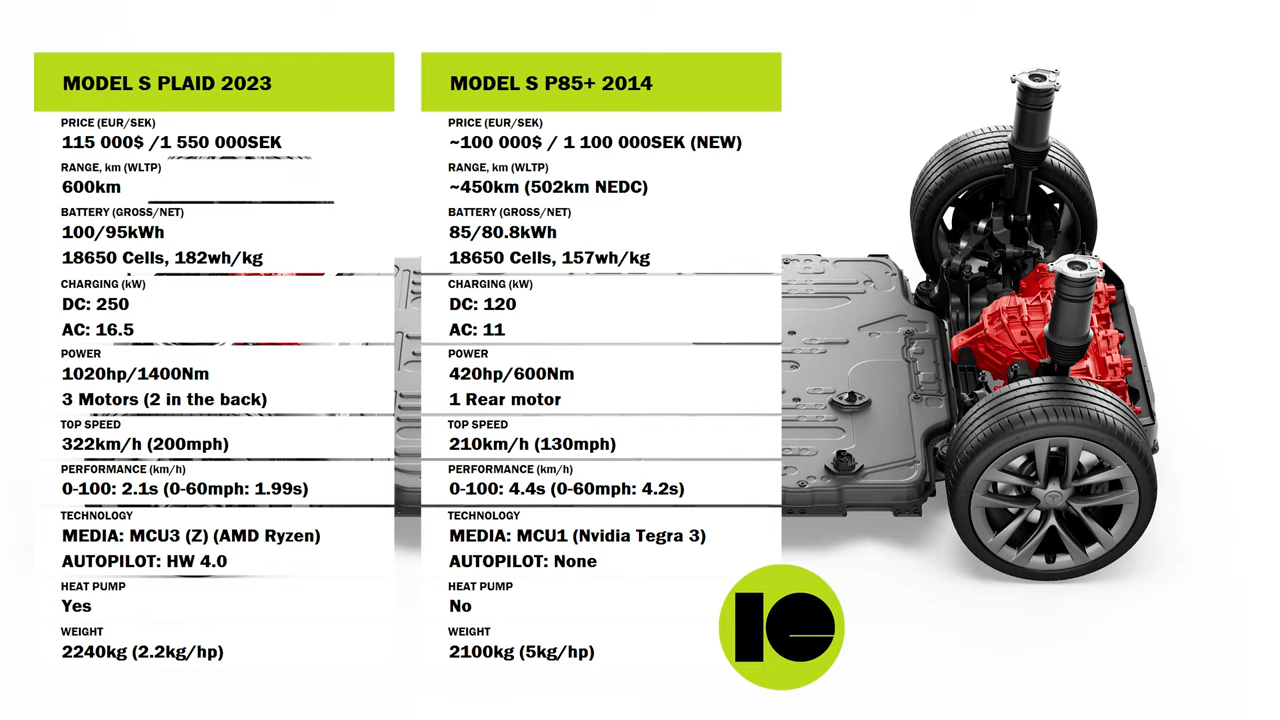 MODEL S PLAID 2023
PRICE (EUR/SEK)
115 000$ /1 550 000SEK
RANGE, km (WLTP)
600km
BATTERY (GROSS/NET)
100/95kWh
18650 Cells, 182wh/kg
CHARGING (kW)
DC: 250
AC: 16.5
POWER
1020hp/1400Nm
3 Motors (2 in the back)
TOP SPEED
322km/h (200mph)
PERFORMANCE (km/h)
0-100: 2.1s (0-60mph: 1.99s)
TECHNOLOGY
MEDIA: MCU3 (Z) (AMD Ryzen)
AUTOPILOT: HW 4.0
HEAT PUMP
Yes
WEIGHT
2240kg (2.2kg/hp)
MODEL S P85+ 2014
PRICE (EUR/SEK)
~100 000$ / 1 100 000SEK (NEW)
RANGE, km (WLTP)
~450km (502km NEDC)
BATTERY (GROSS/NET)
85/80.8kWh
18650 Cells, 157wh/kg
CHARGING (kW)
DC: 120
AC: 11
POWER
420hp/600Nm
1 Rear motor
TOP SPEED
210km/h (130mph)
PERFORMANCE (km/h)
0-100: 4.4s (0-60mph: 4.2s)
TECHNOLOGY
MEDIA: MCU1 (Nvidia Tegra 3)
AUTOPILOT: None
HEAT PUMP
No
WEIGHT
2100kg (5kg/hp)